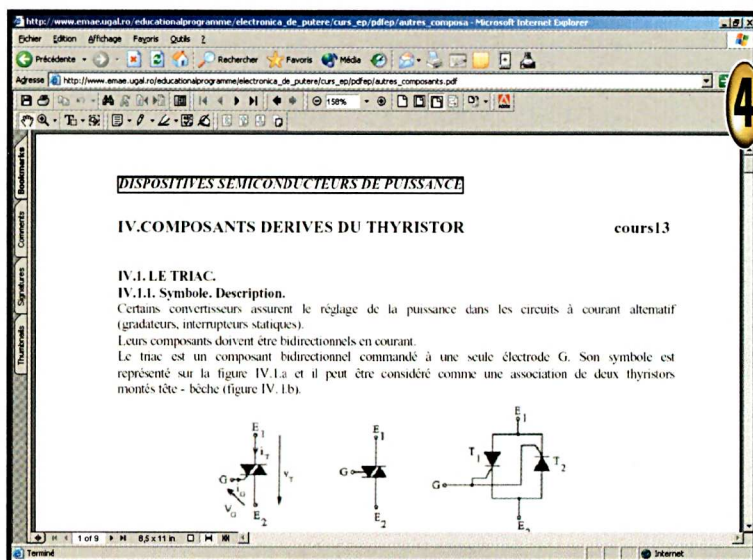 http://www.emae.ugal.ro/educationalprogramme/electronica_de_putere/curs_ep/pdfep/autres_composa - Microsoft Internet Explorer
Fichier Edition Affichage Favoris Outils ?
Précédente Rechercher Favoris Média
Adresse http://www.emae.ugal.ro/educationalprogramme/electronica_de_putere/curs_ep/pdfep/autres_composants.pdf
158%
4
Bookmarks
Comments
Signatures
Thumbnails
DISPOSITIVES SEMICONDUCTEURS DE PUISSANCE
IV.COMPOSANTS DERIVES DU THYRISTOR cours13
IV.1. LE TRIAC.
IV.1.1. Symbole. Description.
Certains convertisseurs assurent le réglage de la puissance dans les circuits à courant alternatif
(gradateurs, interrupteurs statiques).
Leurs composants doivent être bidirectionnels en courant.
Le triac est un composant bidirectionnel commandé à une seule électrode G. Son symbole est
représenté sur la figure IV.1.a et il peut être considéré comme une association de deux thyristors
montés tête - bêche (figure IV. 1.b).
E1 iT G iG VG vT E2
E1 G E2
E1 T1 T2 G E2
1 of 9 8,5 x 11 in
Terminé Internet